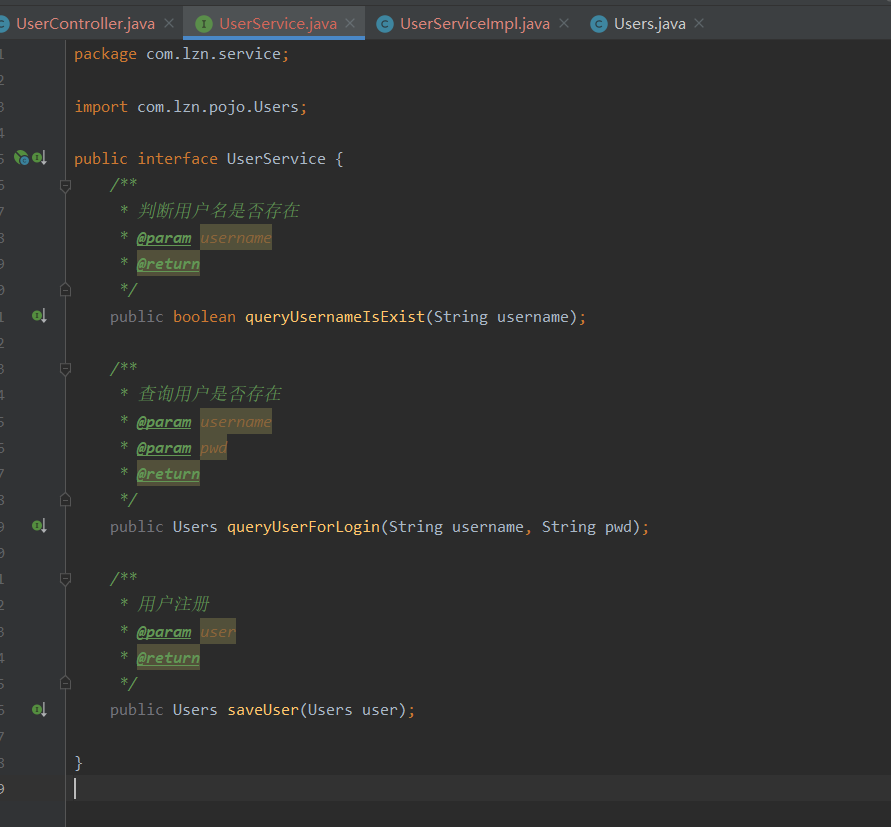 UserController.java UserService.java UserServiceImpl.java Users.java
package com.lzn.service;
import com.lzn.pojo.Users;
public interface UserService {
/**
* 判断用户名是否存在
* @param username
* @return
*/
public boolean queryUsernameIsExist(String username);
/**
* 查询用户是否存在
* @param username
* @param pwd
* @return
*/
public Users queryUserForLogin(String username, String pwd);
/**
* 用户注册
* @param user
* @return
*/
public Users saveUser(Users user);
}